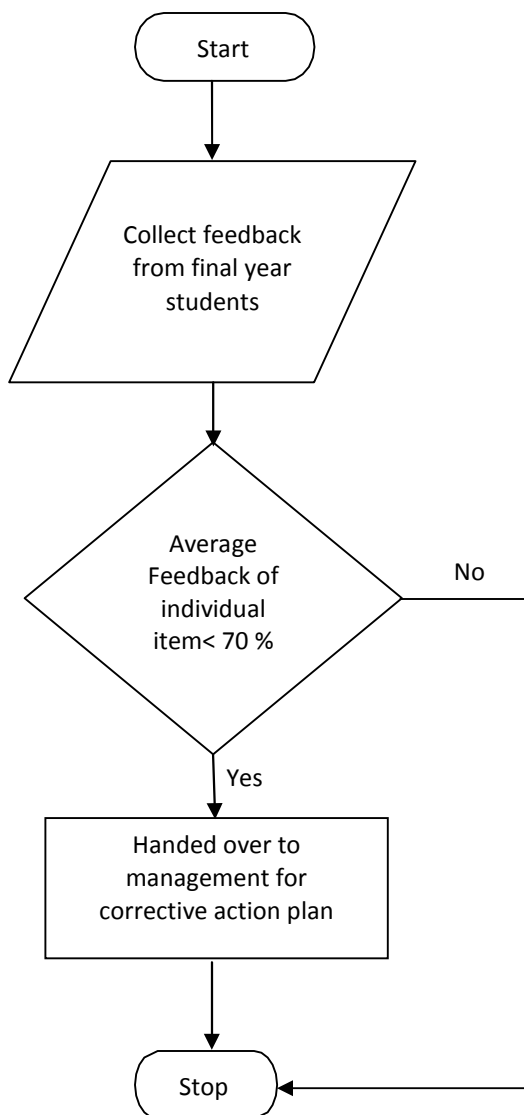 Start
Collect feedback
from final year
students
Average
Feedback of
individual
item< 70 %
No
Yes
Handed over to
management for
corrective action plan
Stop